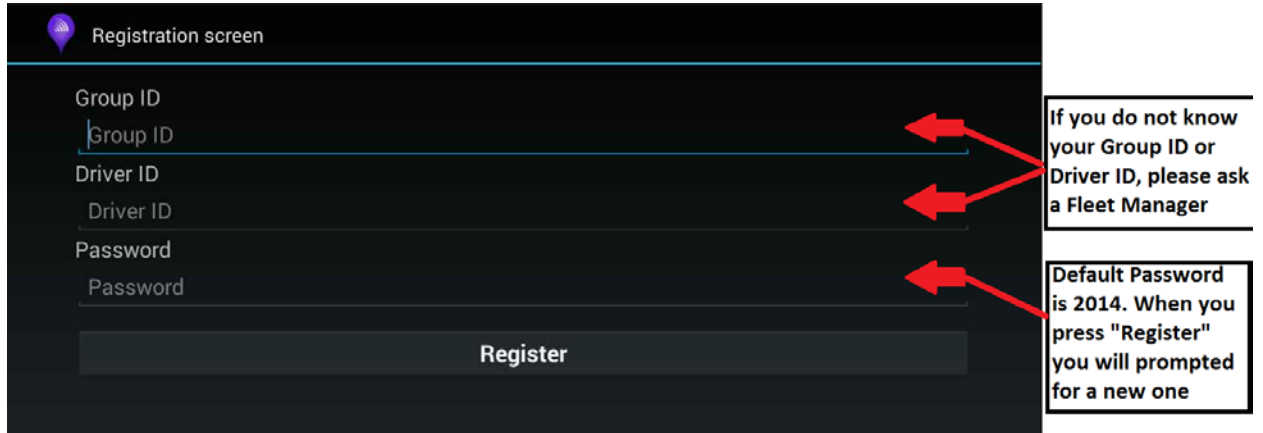 Registration screen
Group ID
Group ID
Driver ID
Driver ID
Password
Password
Register
If you do not know
your Group ID or
Driver ID, please ask
a Fleet Manager
Default Password
is 2014. When you
press "Register"
you will prompted
for a new one